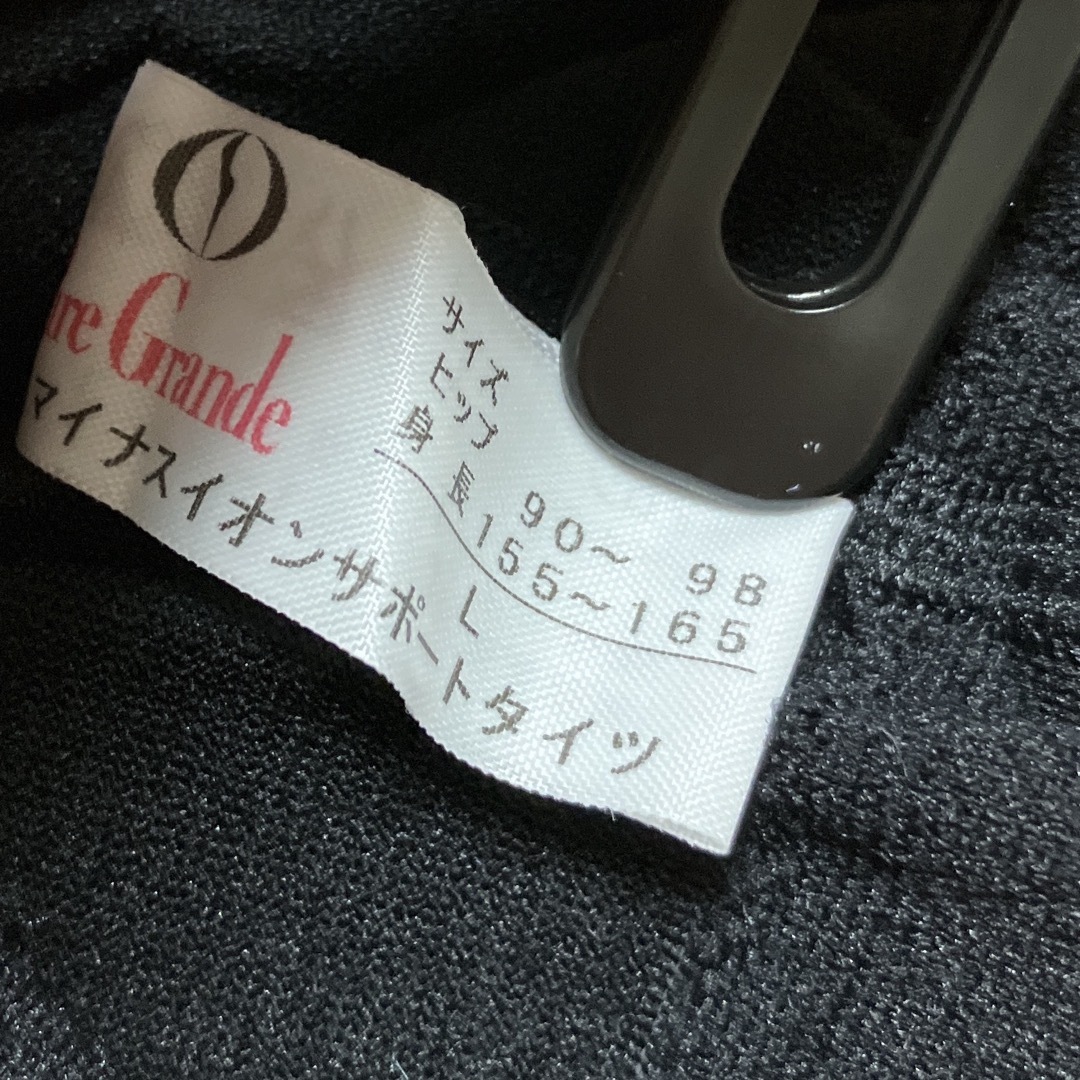 Grande
マイナスイオンサポートタイツ
サイズ
ヒップ 90～ 98
身長 155～165
L